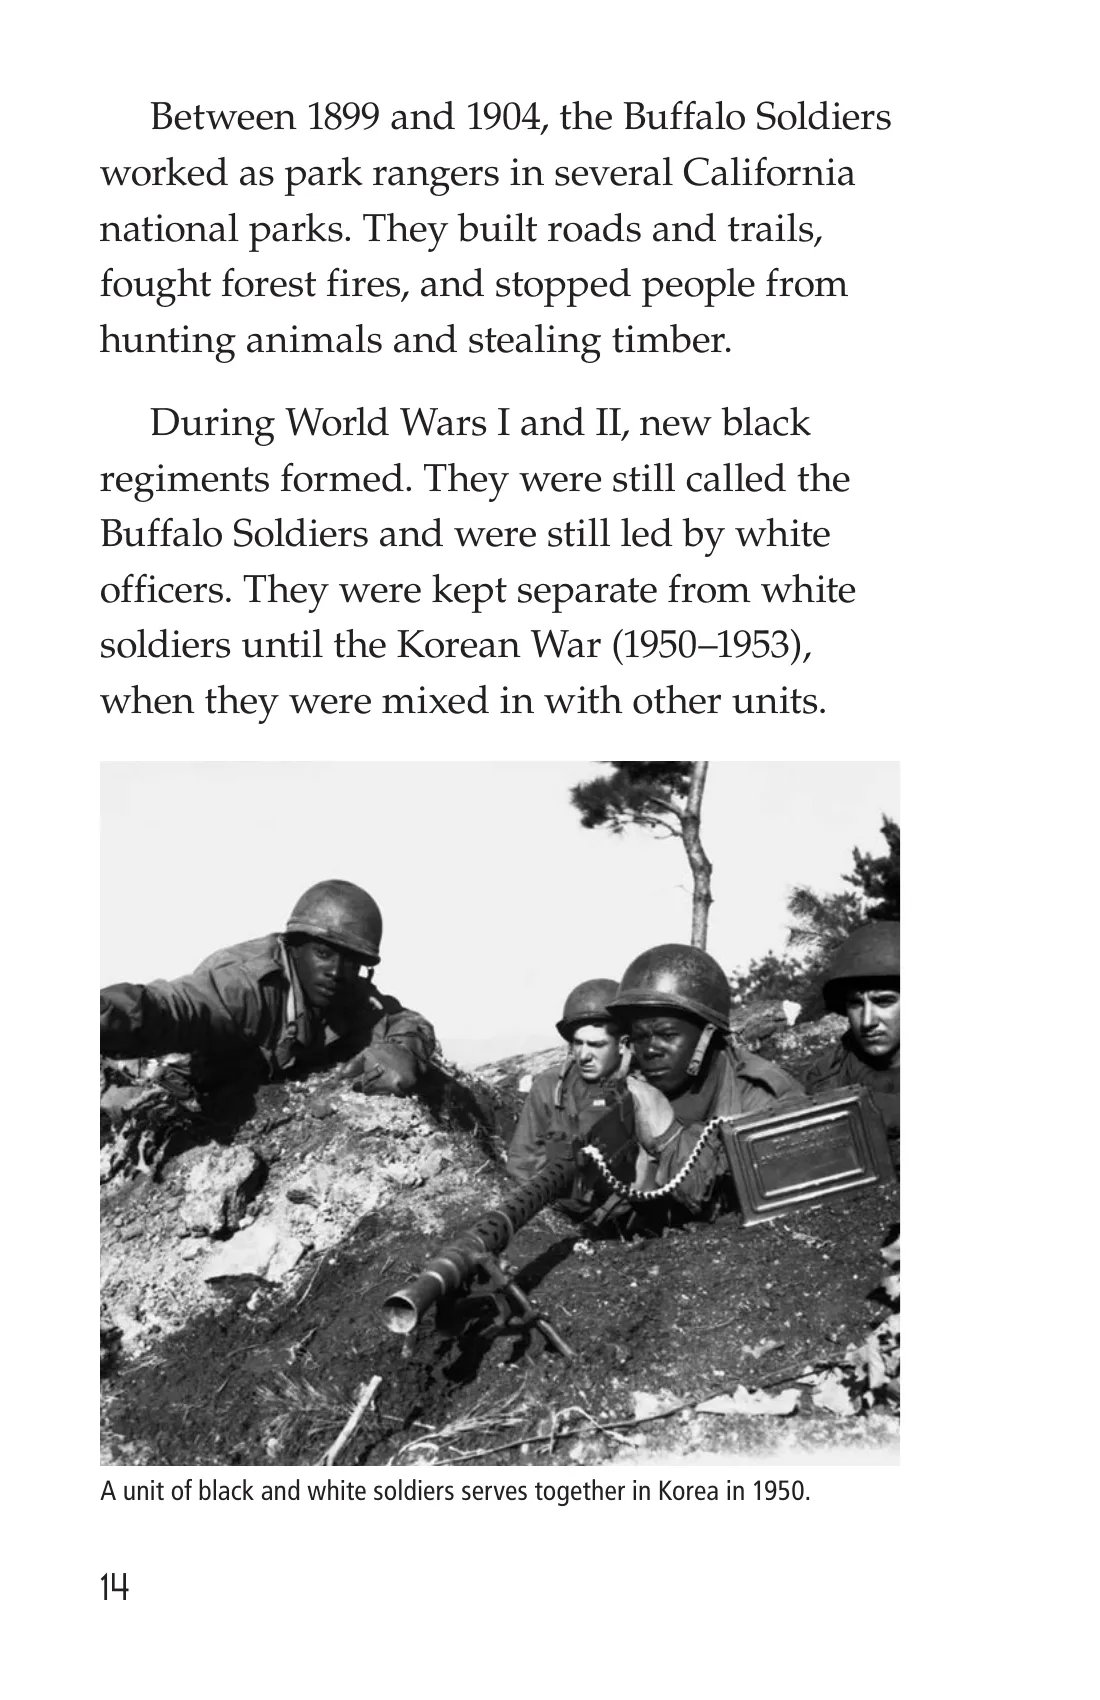 Between 1899 and 1904, the Buffalo Soldiers
worked as park rangers in several California
national parks. They built roads and trails,
fought forest fires, and stopped people from
hunting animals and stealing timber.
During World Wars I and II, new black
regiments formed. They were still called the
Buffalo Soldiers and were still led by white
officers. They were kept separate from white
soldiers until the Korean War (1950–1953),
when they were mixed in with other units.
A unit of black and white soldiers serves together in Korea in 1950.
14